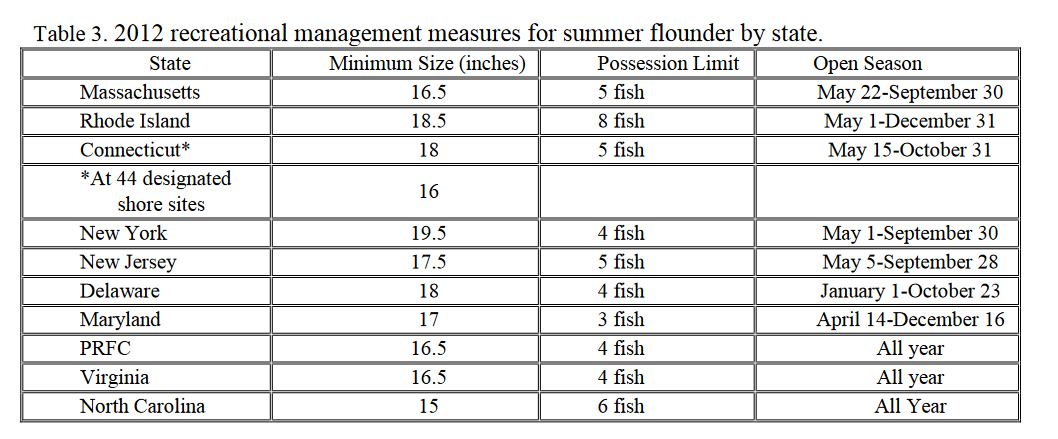 Table 3. 2012 recreational management measures for summer flounder by state.
State Minimum Size (inches) Possession Limit Open Season
Massachusetts 16.5 5 fish May 22-September 30
Rhode Island 18.5 8 fish May 1-December 31
Connecticut* 18 5 fish May 15-October 31
*At 44 designated
shore sites 16
New York 19.5 4 fish May 1-September 30
New Jersey 17.5 5 fish May 5-September 28
Delaware 18 4 fish January 1-October 23
Maryland 17 3 fish April 14-December 16
PRFC 16.5 4 fish All year
Virginia 16.5 4 fish All year
North Carolina 15 6 fish All Year